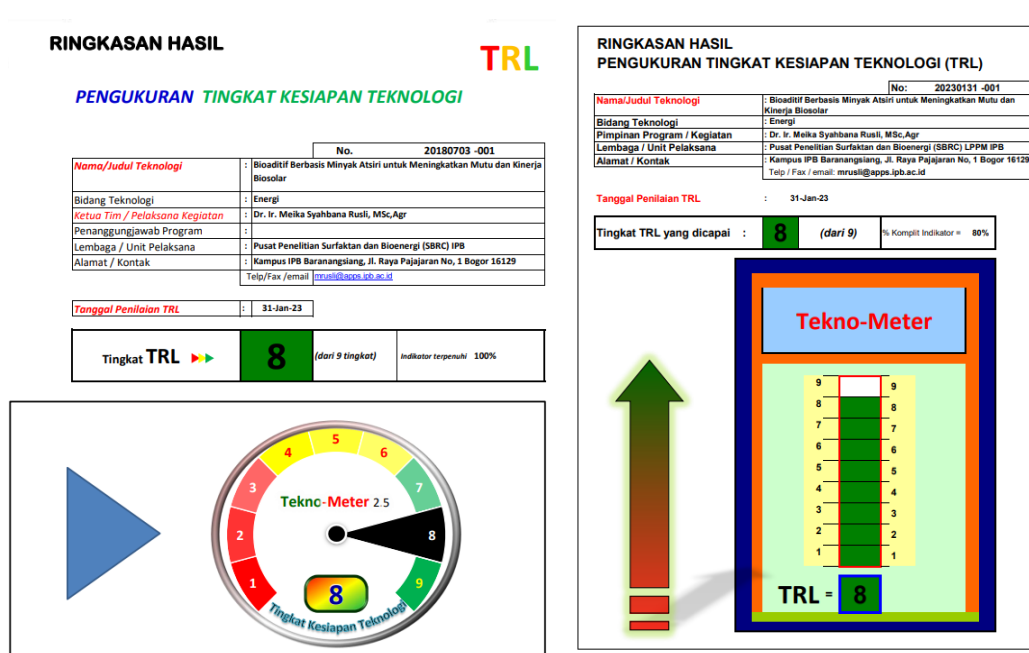 RINGKASAN HASIL
TRL
PENGUKURAN TINGKAT KESIAPAN TEKNOLOGI
No. 20180703 -001
Nama/Judul Teknologi : Bioaditif Berbasis Minyak Atsiri untuk Meningkatkan Mutu dan Kinerja
Biosolar
Bidang Teknologi : Energi
Ketua Tim / Pelaksana Kegiatan : Dr. Ir. Meika Syahbana Rusli, MSc,Agr
Penanggungjawab Program :
Lembaga / Unit Pelaksana : Pusat Penelitian Surfaktan dan Bioenergi (SBRC) IPB
Alamat / Kontak : Kampus IPB Baranangsiang, Jl. Raya Pajajaran No, 1 Bogor 16129
Telp/Fax /email mrusli@apps.ipb.ac.id
Tanggal Penilaian TRL : 31-Jan-23
Tingkat TRL 8 (dari 9 tingkat) Indikator terpenuhi 100%
5
4 6
3 7
Tekno-Meter 2.5
2 8
1 9
8
Tingkat Kesiapan Teknologi
RINGKASAN HASIL
PENGUKURAN TINGKAT KESIAPAN TEKNOLOGI (TRL)
No: 20230131 -001
Nama/Judul Teknologi : Bioaditif Berbasis Minyak Atsiri untuk Meningkatkan Mutu dan
Kinerja Biosolar
Bidang Teknologi : Energi
Pimpinan Program / Kegiatan : Dr. Ir. Meika Syahbana Rusli, MSc,Agr
Lembaga / Unit Pelaksana : Pusat Penelitian Surfaktan dan Bioenergi (SBRC) LPPM IPB
Alamat / Kontak : Kampus IPB Baranangsiang, Jl. Raya Pajajaran No, 1 Bogor 16129
Telp / Fax / email: mrusli@apps.ipb.ac.id
Tanggal Penilaian TRL : 31-Jan-23
Tingkat TRL yang dicapai : 8 (dari 9) % Komplit Indikator = 80%
Tekno-Meter
9 9
8 8
7 7
6 6
5 5
4 4
3 3
2 2
1 1
TRL = 8